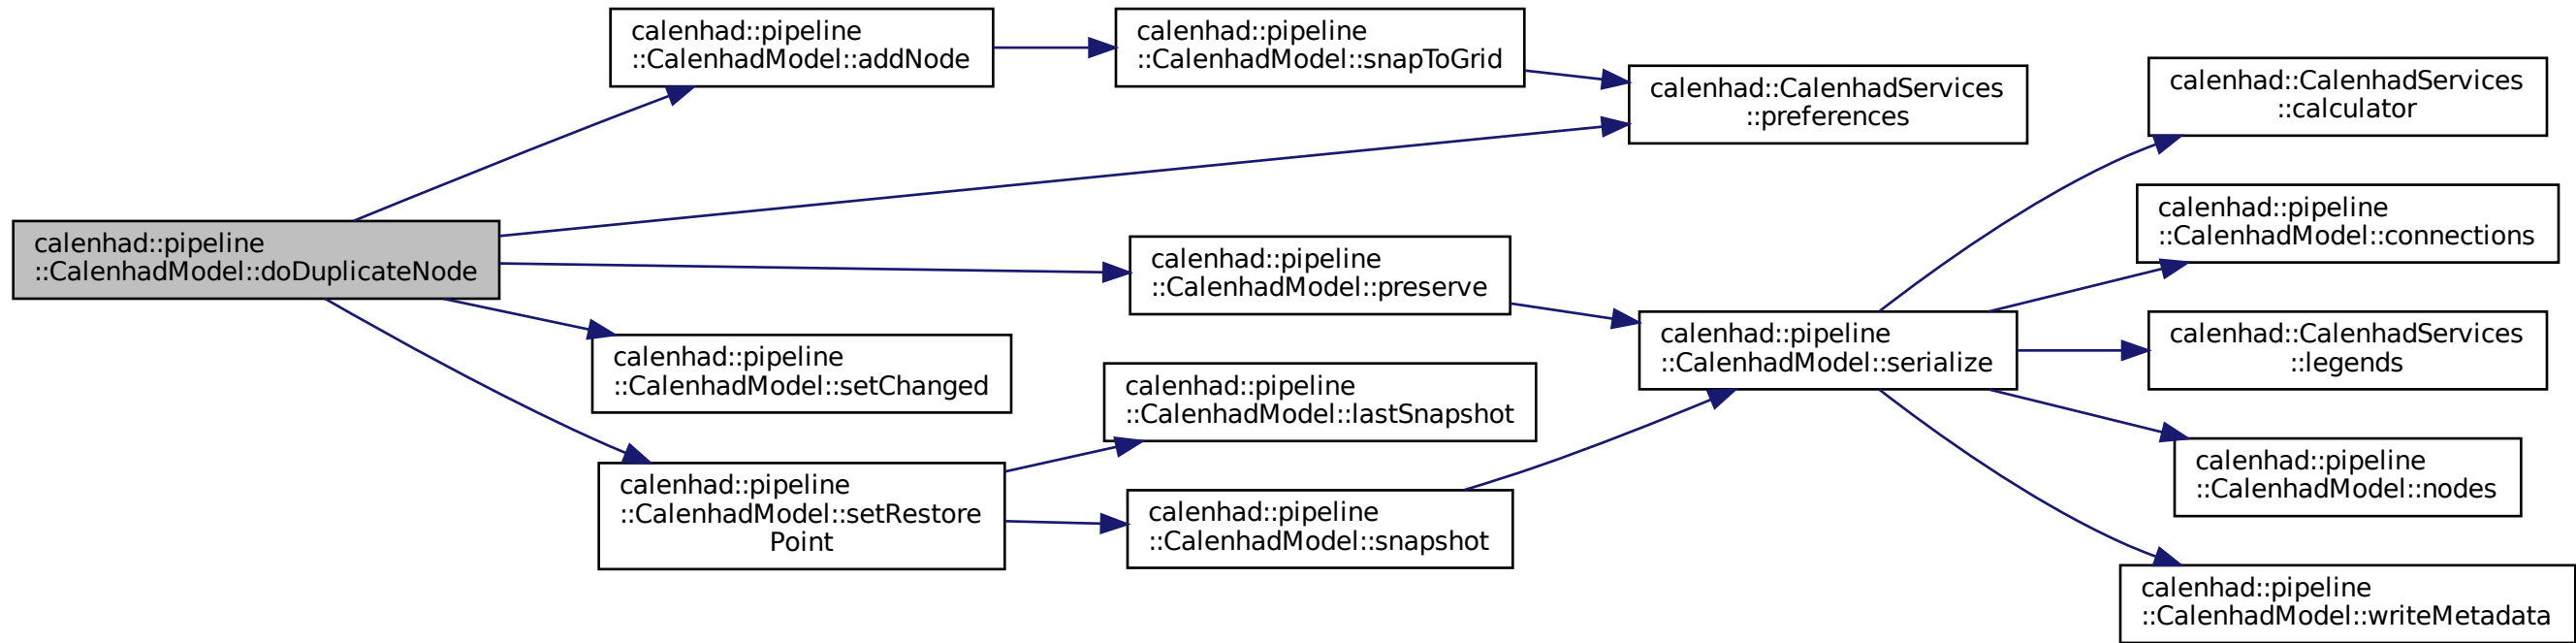 calenhad::pipeline
::CalenhadModel::doDuplicateNode
calenhad::pipeline
::CalenhadModel::addNode
calenhad::pipeline
::CalenhadModel::snapToGrid
calenhad::CalenhadServices
::preferences
calenhad::pipeline
::CalenhadModel::preserve
calenhad::pipeline
::CalenhadModel::setChanged
calenhad::pipeline
::CalenhadModel::setRestore
Point
calenhad::pipeline
::CalenhadModel::lastSnapshot
calenhad::pipeline
::CalenhadModel::snapshot
calenhad::pipeline
::CalenhadModel::serialize
calenhad::CalenhadServices
::calculator
calenhad::pipeline
::CalenhadModel::connections
calenhad::CalenhadServices
::legends
calenhad::pipeline
::CalenhadModel::nodes
calenhad::pipeline
::CalenhadModel::writeMetadata